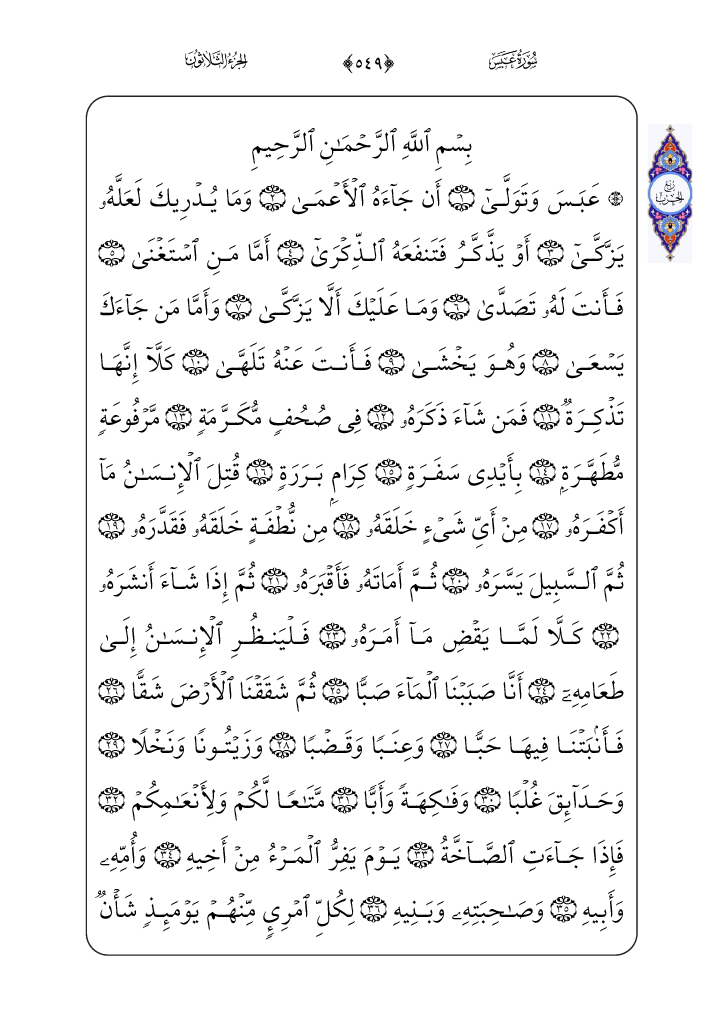 سُورَةُ عَبَسَ ﴿٥٤٩﴾ الجُزْءُ الثَّلَاثُونَ
بِسۡمِ ٱللَّهِ ٱلرَّحۡمَـٰنِ ٱلرَّحِيمِ
۞ عَبَسَ وَتَوَلَّىٰٓ ١ أَن جَآءَهُ ٱلۡأَعۡمَىٰ ٢ وَمَا يُدۡرِيكَ لَعَلَّهُۥ
رُبْعُ الحِزْبِ
يَزَّكَّىٰٓ ٣ أَوۡ يَذَّكَّرُ فَتَنفَعَهُ ٱلذِّكۡرَىٰٓ ٤ أَمَّا مَنِ ٱسۡتَغۡنَىٰ ٥
فَأَنتَ لَهُۥ تَصَدَّىٰ ٦ وَمَا عَلَيۡكَ أَلَّا يَزَّكَّىٰ ٧ وَأَمَّا مَن جَآءَكَ
يَسۡعَىٰ ٨ وَهُوَ يَخۡشَىٰ ٩ فَأَنتَ عَنۡهُ تَلَهَّىٰ ١٠ كَلَّآ إِنَّهَا
تَذۡكِرَةٞ ١١ فَمَن شَآءَ ذَكَرَهُۥ ١٢ فِي صُحُفٖ مُّكَرَّمَةٖ ١٣ مَّرۡفُوعَةٖ
مُّطَهَّرَةِۭ ١٤ بِأَيۡدِي سَفَرَةٖ ١٥ كِرَامِۭ بَرَرَةٖ ١٦ قُتِلَ ٱلۡإِنسَـٰنُ مَآ
أَكۡفَرَهُۥ ١٧ مِنۡ أَيِّ شَيۡءٍ خَلَقَهُۥ ١٨ مِن نُّطۡفَةٍ خَلَقَهُۥ فَقَدَّرَهُۥ ١٩
ثُمَّ ٱلسَّبِيلَ يَسَّرَهُۥ ٢٠ ثُمَّ أَمَاتَهُۥ فَأَقۡبَرَهُۥ ٢١ ثُمَّ إِذَا شَآءَ أَنشَرَهُۥ
٢٢ كَلَّا لَمَّا يَقۡضِ مَآ أَمَرَهُۥ ٢٣ فَلۡيَنظُرِ ٱلۡإِنسَـٰنُ إِلَىٰ
طَعَامِهِۦٓ ٢٤ أَنَّا صَبَبۡنَا ٱلۡمَآءَ صَبّٗا ٢٥ ثُمَّ شَقَقۡنَا ٱلۡأَرۡضَ شَقّٗا ٢٦
فَأَنۢبَتۡنَا فِيهَا حَبّٗا ٢٧ وَعِنَبٗا وَقَضۡبٗا ٢٨ وَزَيۡتُونٗا وَنَخۡلٗا ٢٩
وَحَدَآئِقَ غُلۡبٗا ٣٠ وَفَـٰكِهَةٗ وَأَبّٗا ٣١ مَّتَـٰعٗا لَّكُمۡ وَلِأَنۡعَـٰمِكُمۡ ٣٢
فَإِذَا جَآءَتِ ٱلصَّآخَّةُ ٣٣ يَوۡمَ يَفِرُّ ٱلۡمَرۡءُ مِنۡ أَخِيهِ ٣٤ وَأُمِّهِۦ
وَأَبِيهِ ٣٥ وَصَـٰحِبَتِهِۦ وَبَنِيهِ ٣٦ لِكُلِّ ٱمۡرِيٕٖ مِّنۡهُمۡ يَوۡمَئِذٖ شَأۡنٞ